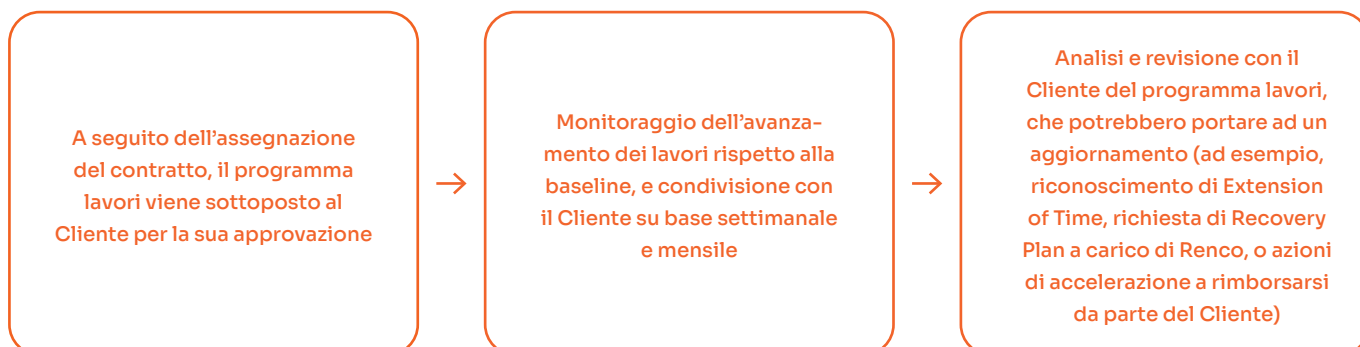 A seguito dell’assegnazione
del contratto, il programma
lavori viene sottoposto al
Cliente per la sua approvazione
Monitoraggio dell’avanza-
mento dei lavori rispetto alla
baseline, e condivisione con
il Cliente su base settimanale
e mensile
Analisi e revisione con il
Cliente del programma lavori,
che potrebbero portare ad un
aggiornamento (ad esempio,
riconoscimento di Extension
of Time, richiesta di Recovery
Plan a carico di Renco, o azioni
di accelerazione a rimborsarsi
da parte del Cliente)